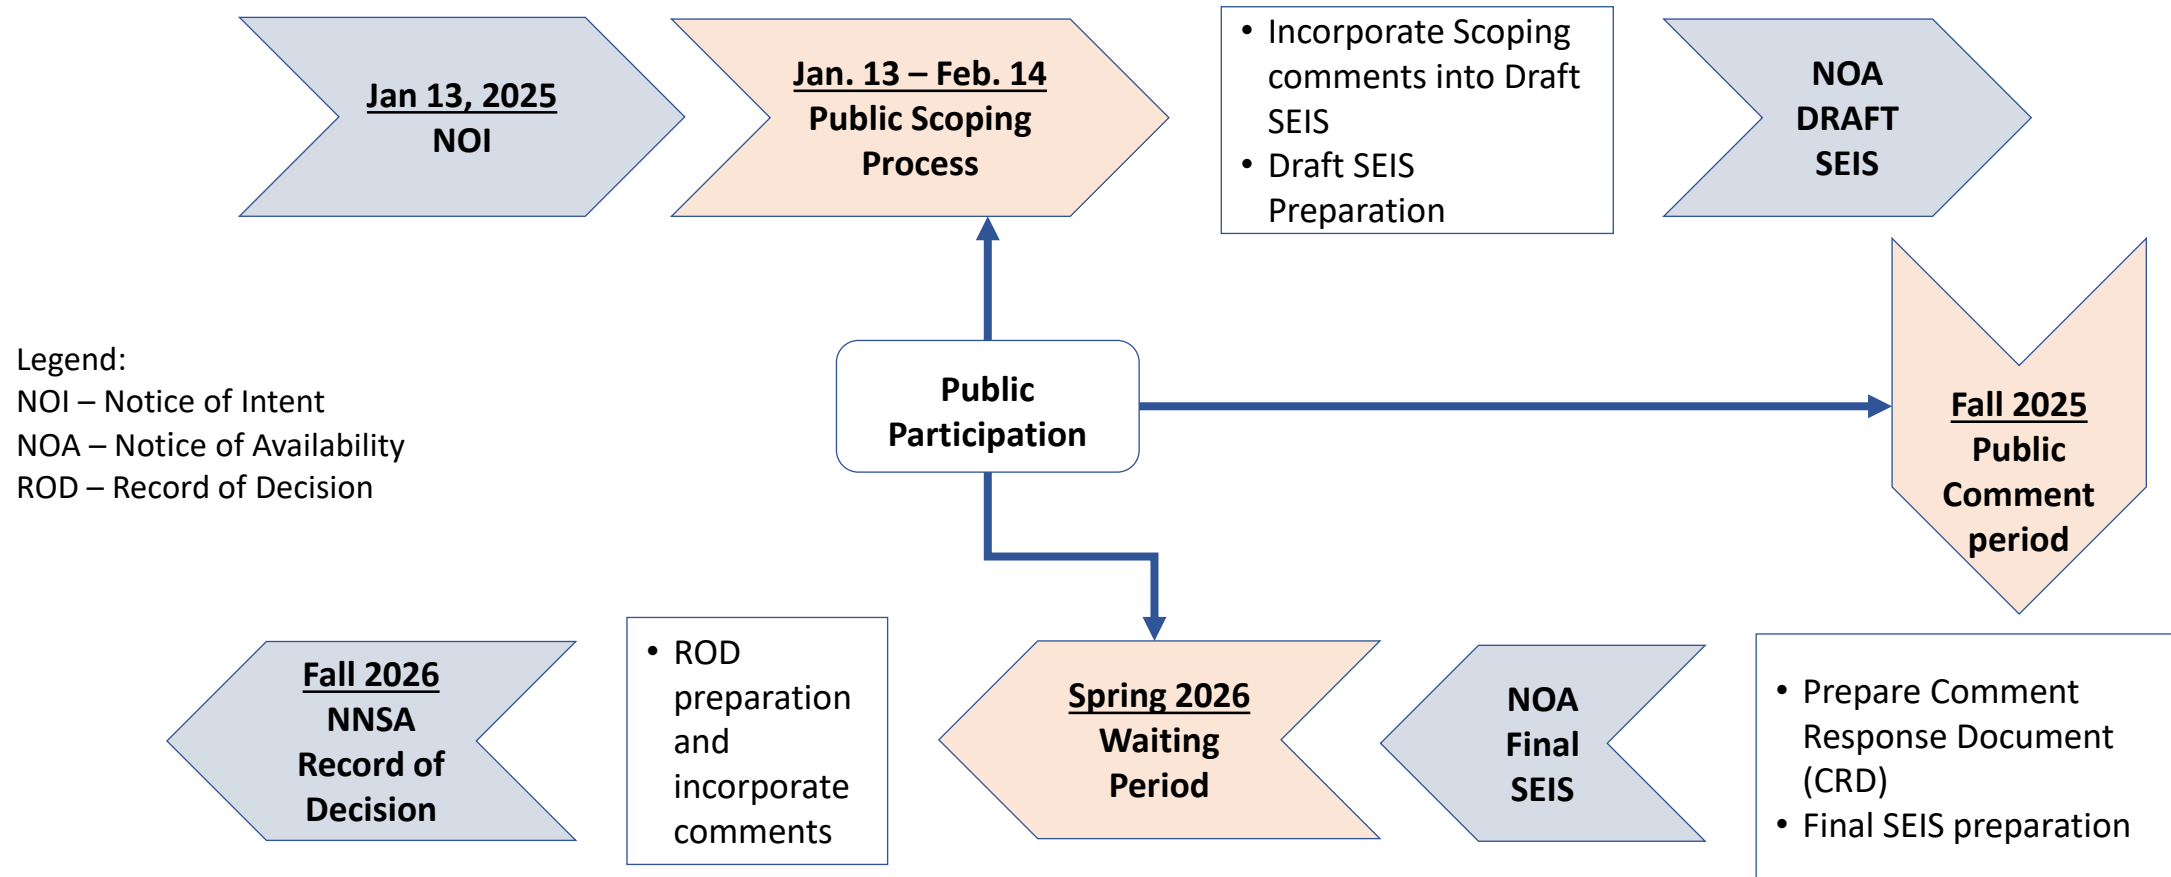 Jan 13, 2025
NOI
Jan. 13 – Feb. 14
Public Scoping
Process
• Incorporate Scoping
comments into Draft
SEIS
• Draft SEIS
Preparation
NOA
DRAFT
SEIS
Legend:
NOI – Notice of Intent
NOA – Notice of Availability
ROD – Record of Decision
Public
Participation
Fall 2025
Public
Comment
period
Fall 2026
NNSA
Record of
Decision
• ROD
preparation
and
incorporate
comments
Spring 2026
Waiting
Period
NOA
Final
SEIS
• Prepare Comment
Response Document
(CRD)
• Final SEIS preparation